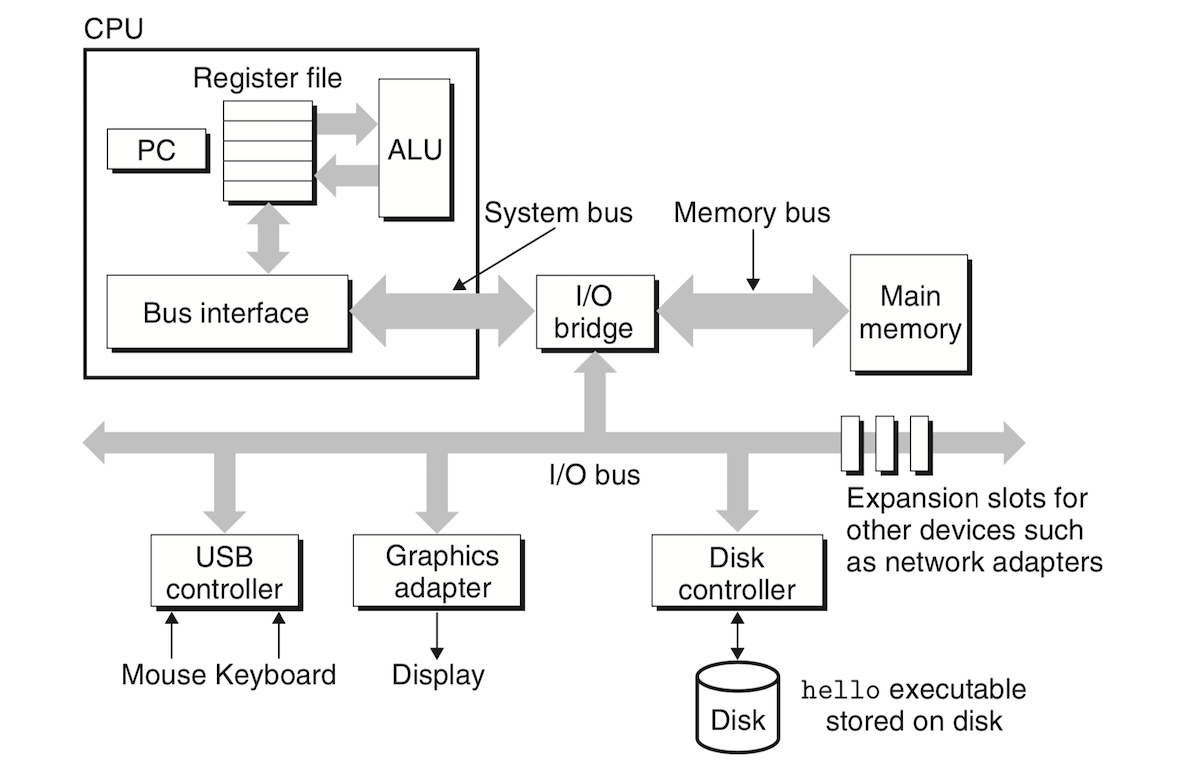 CPU
Register file
PC
ALU
System bus
Memory bus
Bus interface
I/O
bridge
Main
memory
I/O bus
Expansion slots for
other devices such
as network adapters
USB
controller
Graphics
adapter
Disk
controller
Mouse Keyboard
Display
Disk
hello executable
stored on disk